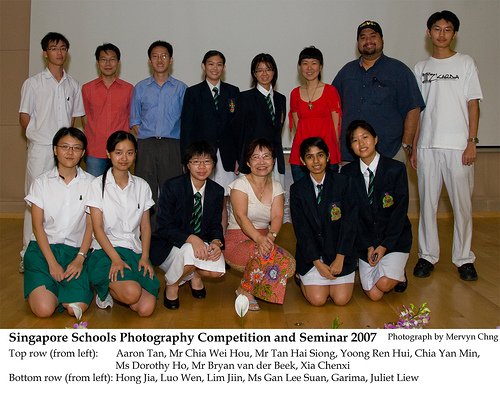 KAGRA
Singapore Schools Photography Competition and Seminar 2007 Photograph by Mervyn Chng
Top row (from left): Aaron Tan, Mr Chia Wei Hou, Mr Tan Hai Siong, Yoong Ren Hui, Chia Yan Min,
Ms Dorothy Ho, Mr Bryan van der Beek, Xia Chenxi
Bottom row (from left): Hong Jia, Luo Wen, Lim Jiin, Ms Gan Lee Suan, Garima, Juliet Liew